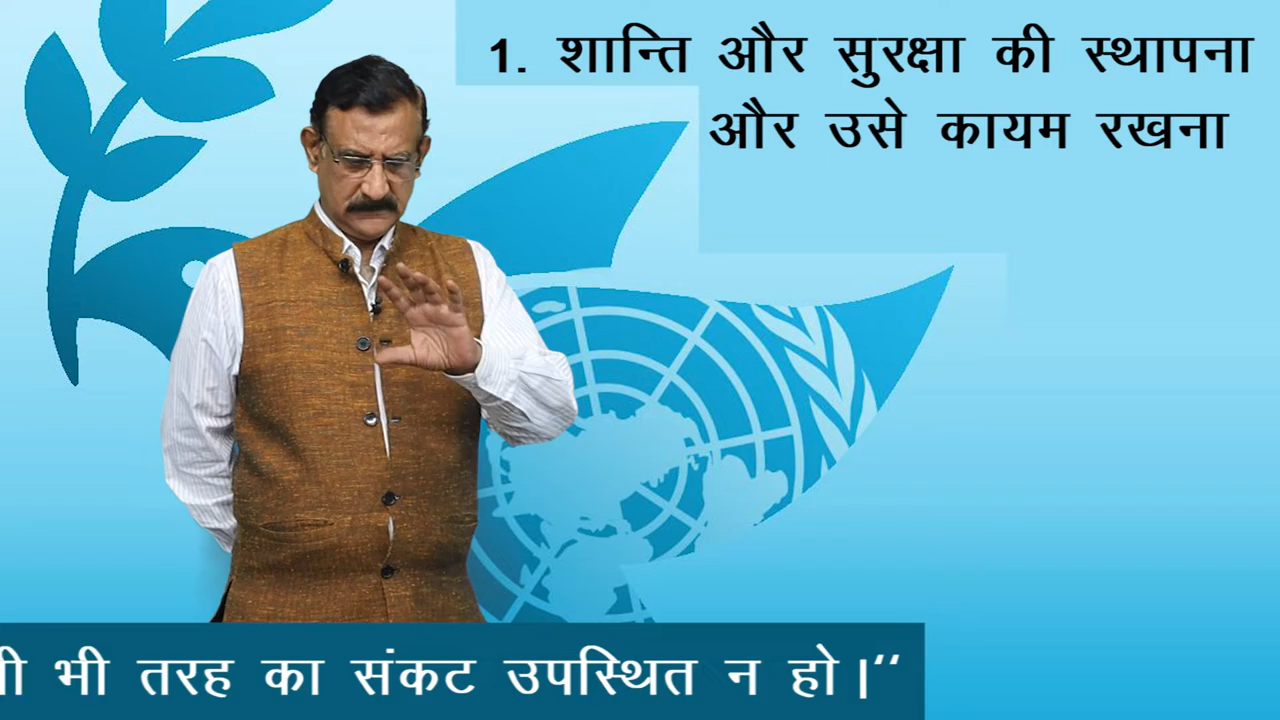 1. शान्ति और सुरक्षा की स्थापना
और उसे कायम रखना
भी तरह का संकट उपस्थित न हो।“